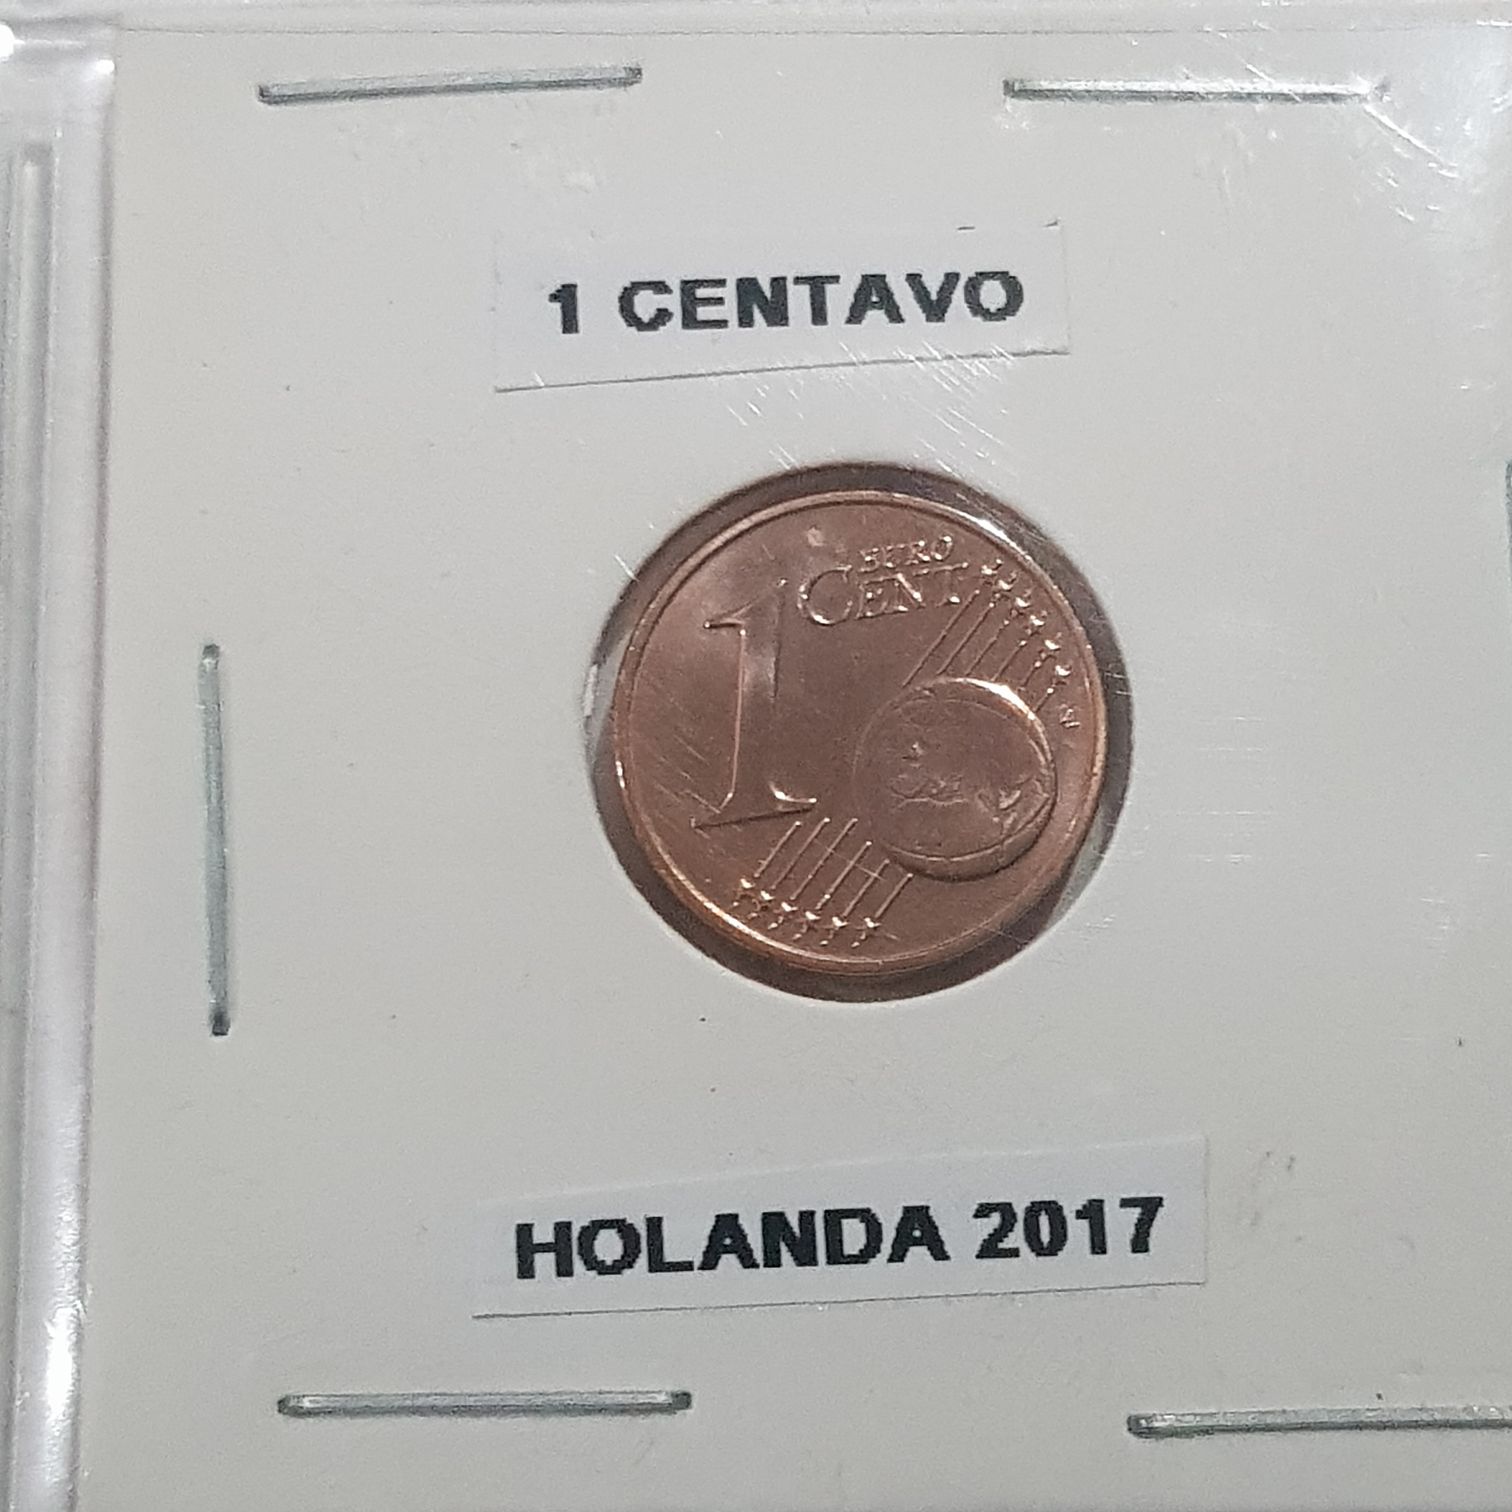 1 CENTAVO
1 EURO
CENT
HOLANDA 2017